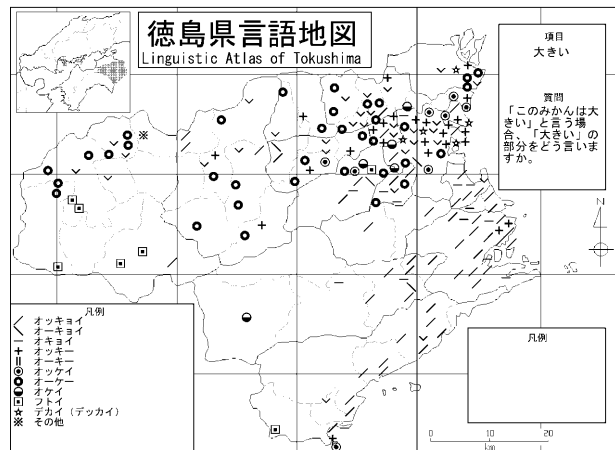 徳島県言語地図
Linguistic Atlas of Tokushima
項目
大きい
質問
「このみかんは大
きい」と言う場
合、「大きい」の
部分をどう言いま
すか。
N
凡例
オッキョイ
オーキョイ
オキョイ
オッキー
オーキー
オッケイ
オーケー
オケイ
フトイ
デカイ（デッカイ）
その他
凡例
0 10 20
km